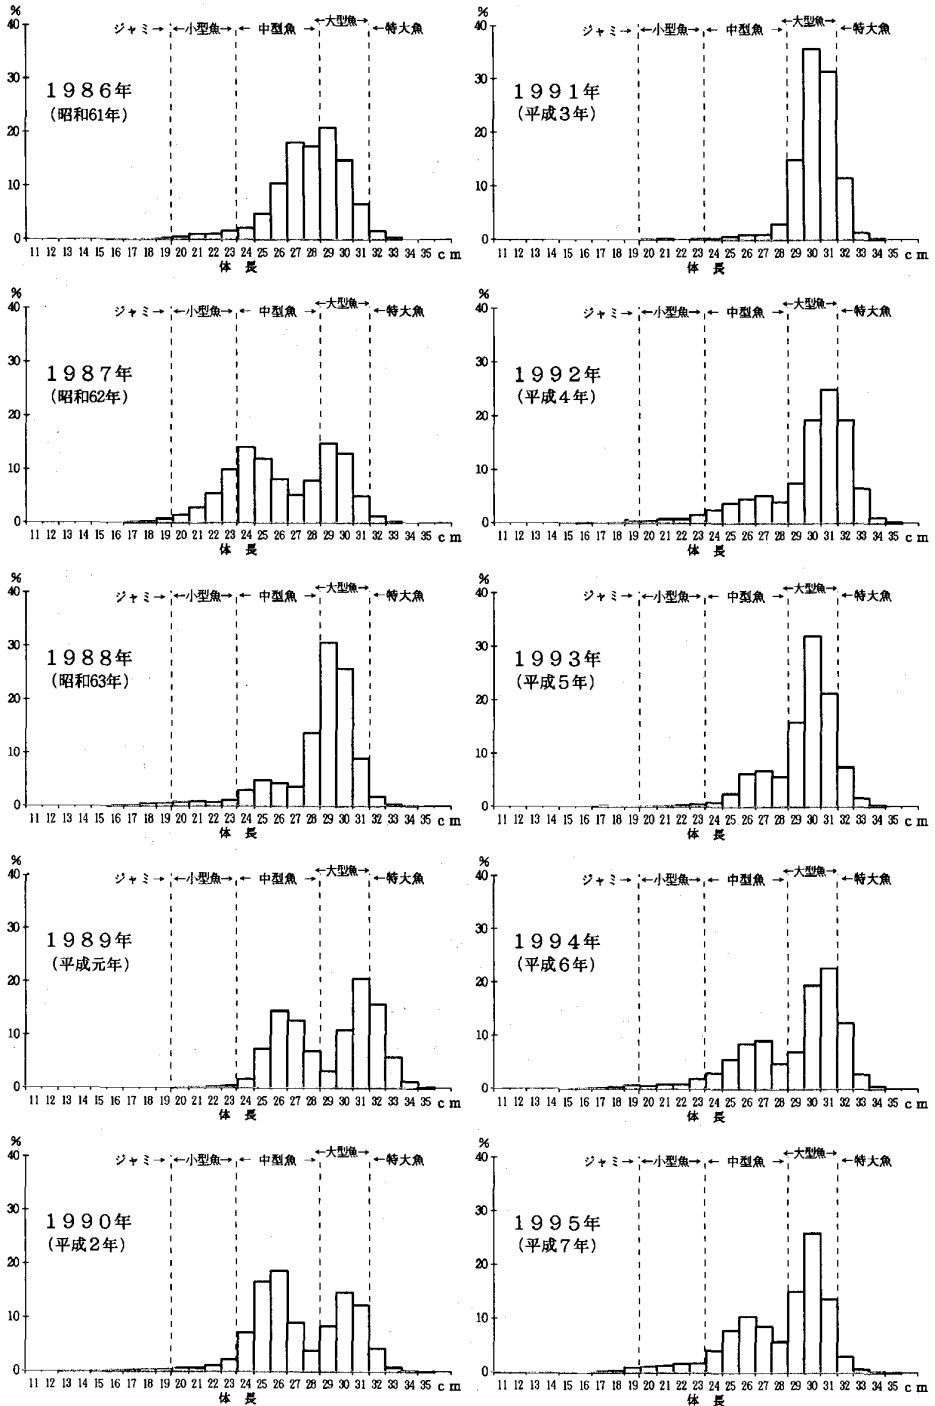 %
40
ジャミ→ ←小型魚→ ←中型魚→ ←大型魚→ ←特大魚
1986年
(昭和61年)
30
20
10
0
11 12 13 14 15 16 17 18 19 20 21 22 23 24 25 26 27 28 29 30 31 32 33 34 35 cm
体 長
%
40
ジャミ→ ←小型魚→ ←中型魚→ ←大型魚→ ←特大魚
1987年
(昭和62年)
30
20
10
0
11 12 13 14 15 16 17 18 19 20 21 22 23 24 25 26 27 28 29 30 31 32 33 34 35 cm
体 長
%
40
ジャミ→ ←小型魚→ ←中型魚→ ←大型魚→ ←特大魚
1988年
(昭和63年)
30
20
10
0
11 12 13 14 15 16 17 18 19 20 21 22 23 24 25 26 27 28 29 30 31 32 33 34 35 cm
体 長
%
40
ジャミ→ ←小型魚→ ←中型魚→ ←大型魚→ ←特大魚
1989年
(平成元年)
30
20
10
0
11 12 13 14 15 16 17 18 19 20 21 22 23 24 25 26 27 28 29 30 31 32 33 34 35 cm
体 長
%
40
ジャミ→ ←小型魚→ ←中型魚→ ←大型魚→ ←特大魚
1990年
(平成2年)
30
20
10
0
11 12 13 14 15 16 17 18 19 20 21 22 23 24 25 26 27 28 29 30 31 32 33 34 35 cm
体 長
%
40
ジャミ→ ←小型魚→ ←中型魚→ ←大型魚→ ←特大魚
1991年
(平成3年)
30
20
10
0
11 12 13 14 15 16 17 18 19 20 21 22 23 24 25 26 27 28 29 30 31 32 33 34 35 cm
体 長
%
40
ジャミ→ ←小型魚→ ←中型魚→ ←大型魚→ ←特大魚
1992年
(平成4年)
30
20
10
0
11 12 13 14 15 16 17 18 19 20 21 22 23 24 25 26 27 28 29 30 31 32 33 34 35 cm
体 長
%
40
ジャミ→ ←小型魚→ ←中型魚→ ←大型魚→ ←特大魚
1993年
(平成5年)
30
20
10
0
11 12 13 14 15 16 17 18 19 20 21 22 23 24 25 26 27 28 29 30 31 32 33 34 35 cm
体 長
%
40
ジャミ→ ←小型魚→ ←中型魚→ ←大型魚→ ←特大魚
1994年
(平成6年)
30
20
10
0
11 12 13 14 15 16 17 18 19 20 21 22 23 24 25 26 27 28 29 30 31 32 33 34 35 cm
体 長
%
40
ジャミ→ ←小型魚→ ←中型魚→ ←大型魚→ ←特大魚
1995年
(平成7年)
30
20
10
0
11 12 13 14 15 16 17 18 19 20 21 22 23 24 25 26 27 28 29 30 31 32 33 34 35 cm
体 長